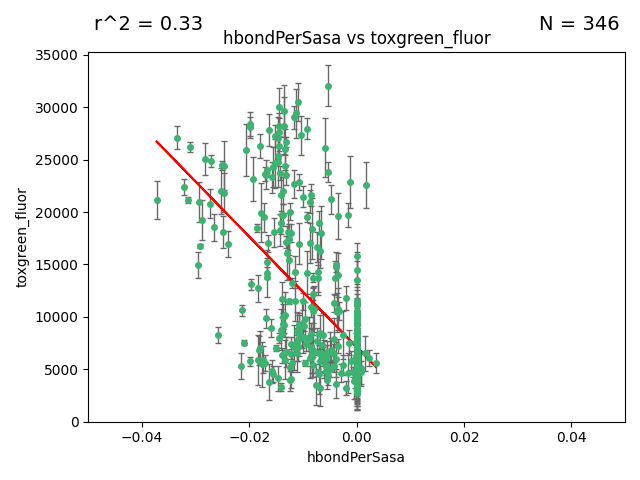 r^2 = 0.33
N = 346
hbondPerSasa vs toxgreen_fluor
35000
30000
25000
20000
15000
10000
5000
0
toxgreen_fluor
−0.04
−0.02
0.00
0.02
0.04
hbondPerSasa